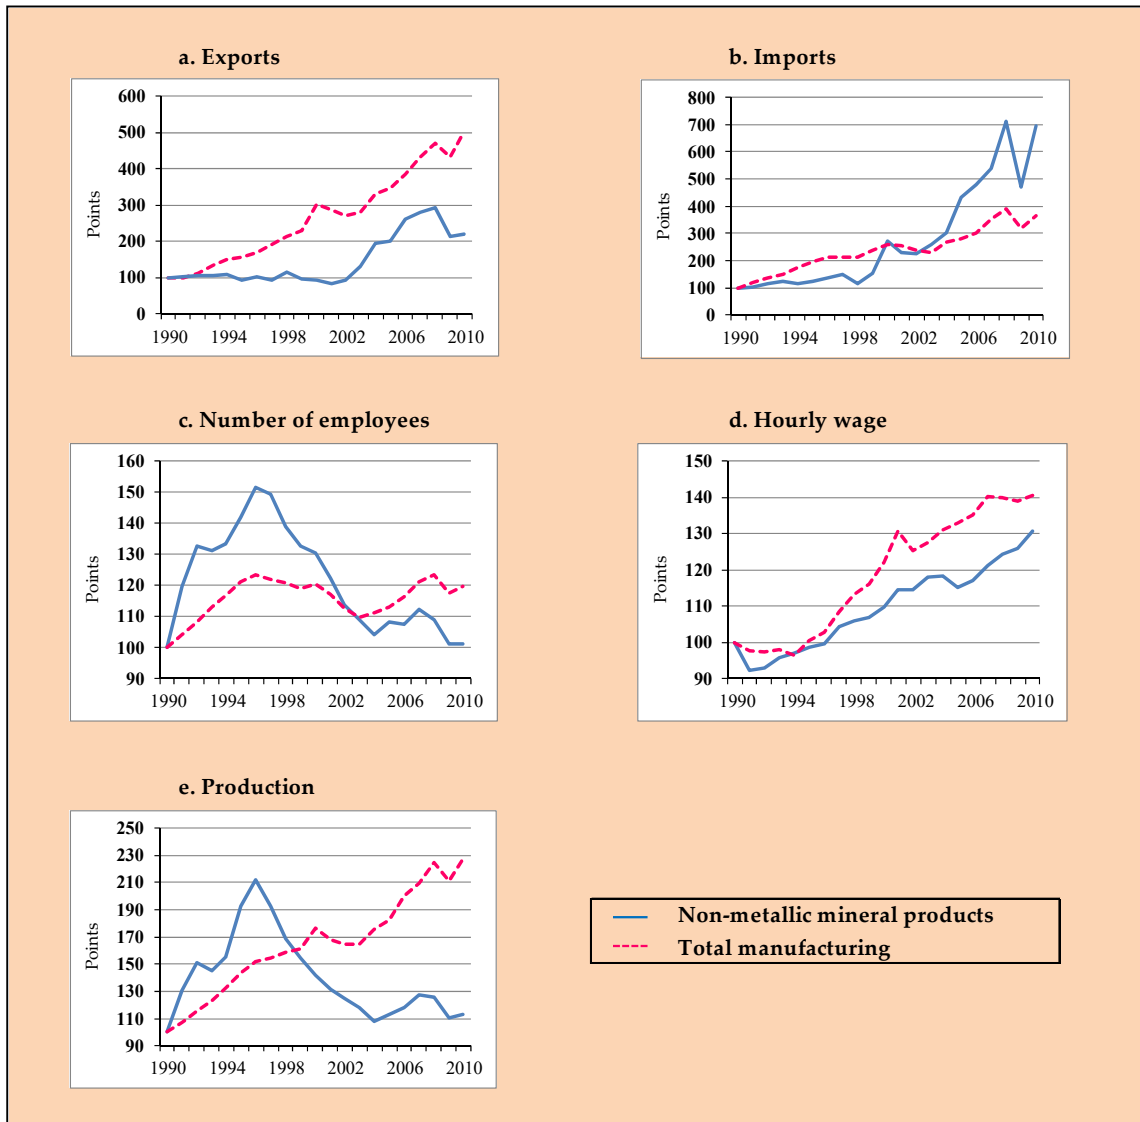 a. Exports
600
500
400
300
200
100
0
Points
1990 1994 1998 2002 2006 2010
b. Imports
800
700
600
500
400
300
200
100
0
Points
1990 1994 1998 2002 2006 2010
c. Number of employees
160
150
140
130
120
110
100
90
Points
1990 1994 1998 2002 2006 2010
d. Hourly wage
150
140
130
120
110
100
90
Points
1990 1994 1998 2002 2006 2010
e. Production
250
230
210
190
170
150
130
110
90
Points
1990 1994 1998 2002 2006 2010
Non-metallic mineral products
Total manufacturing